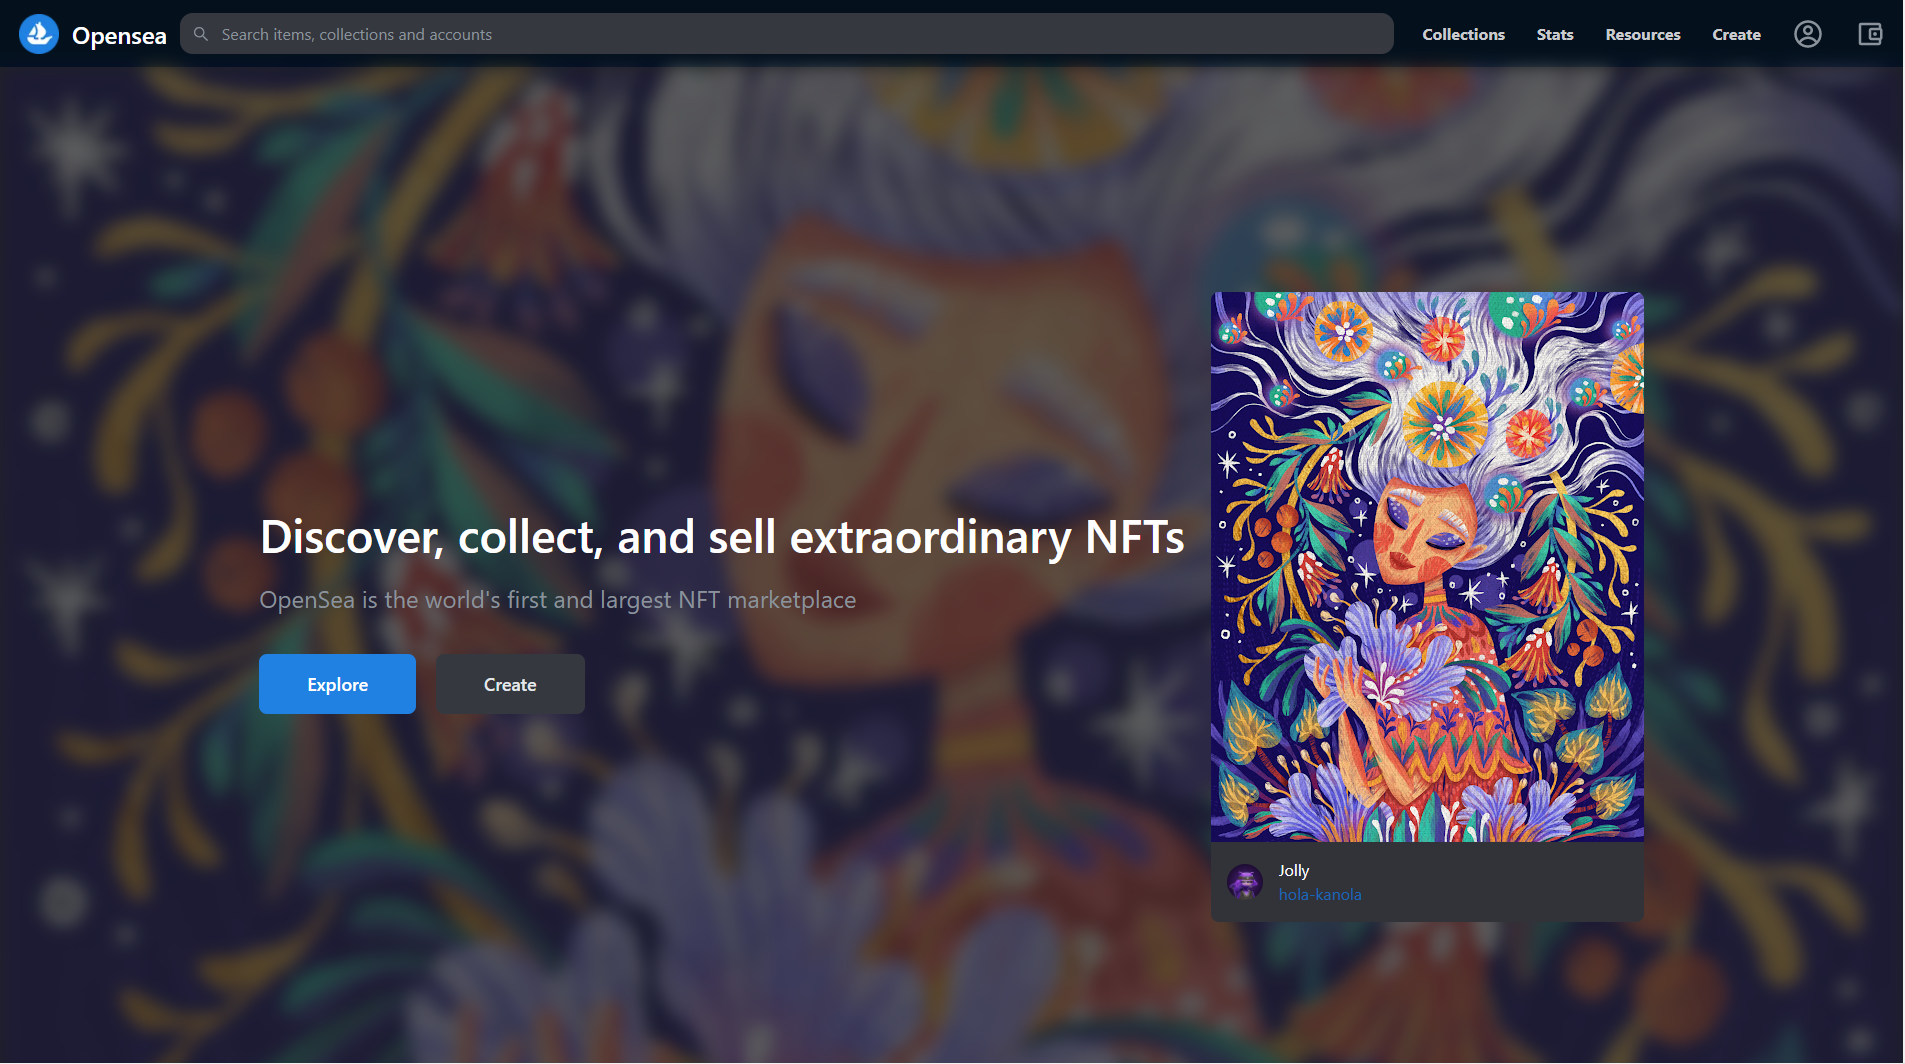 Opensea
Search items, collections and accounts
Collections
Stats
Resources
Create
Discover, collect, and sell extraordinary NFTs
OpenSea is the world's first and largest NFT marketplace
Explore
Create
Jolly
hola-kanola